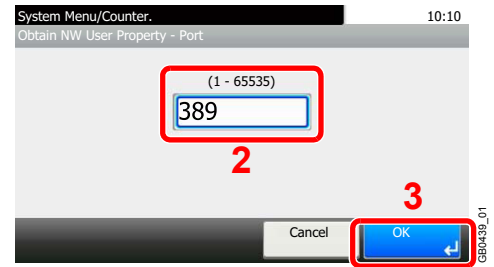 System Menu/Counter.
10:10
Obtain NW User Property - Port
(1 - 65535)
389
2
3
Cancel
OK
GB0439_01